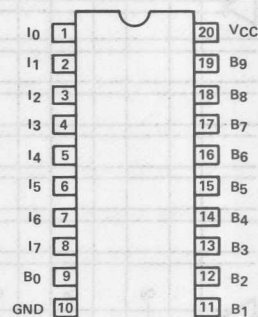 I0 1 20 VCC
I1 2 19 B9
I2 3 18 B8
I3 4 17 B7
I4 5 16 B6
I5 6 15 B5
I6 7 14 B4
I7 8 13 B3
B0 9 12 B2
GND 10 11 B1